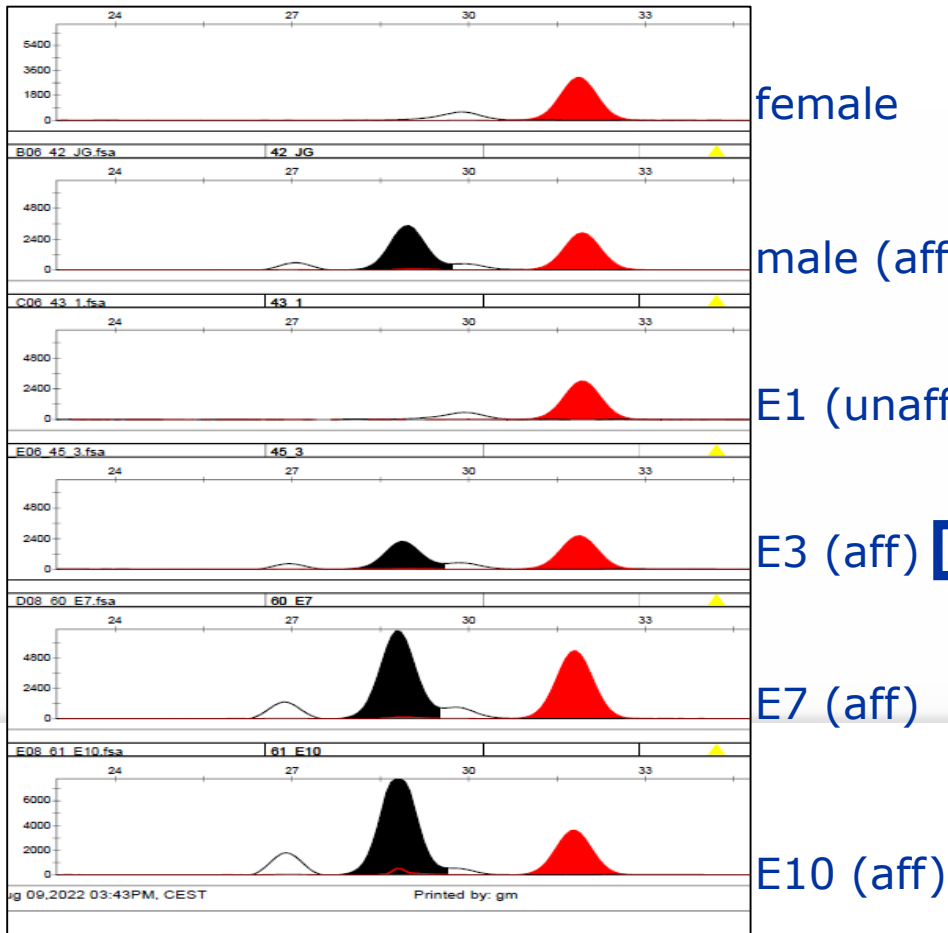 24 27 30 33
5400
3600
1800
0
female
B06_42_JG.fsa 42_JG
24 27 30 33
4800
2400
0
male (aff
C06_43_1.fsa 43_1
24 27 30 33
4800
2400
0
E1 (unaff
E06_45_3.fsa 45_3
24 27 30 33
4800
2400
0
E3 (aff)
D08_60_E7.fsa 60_E7
24 27 30 33
4800
2400
0
E7 (aff)
E08_61_E10.fsa 61_E10
24 27 30 33
6000
4000
2000
0
E10 (aff)
ug 09,2022 03:43PM, CEST Printed by: gm